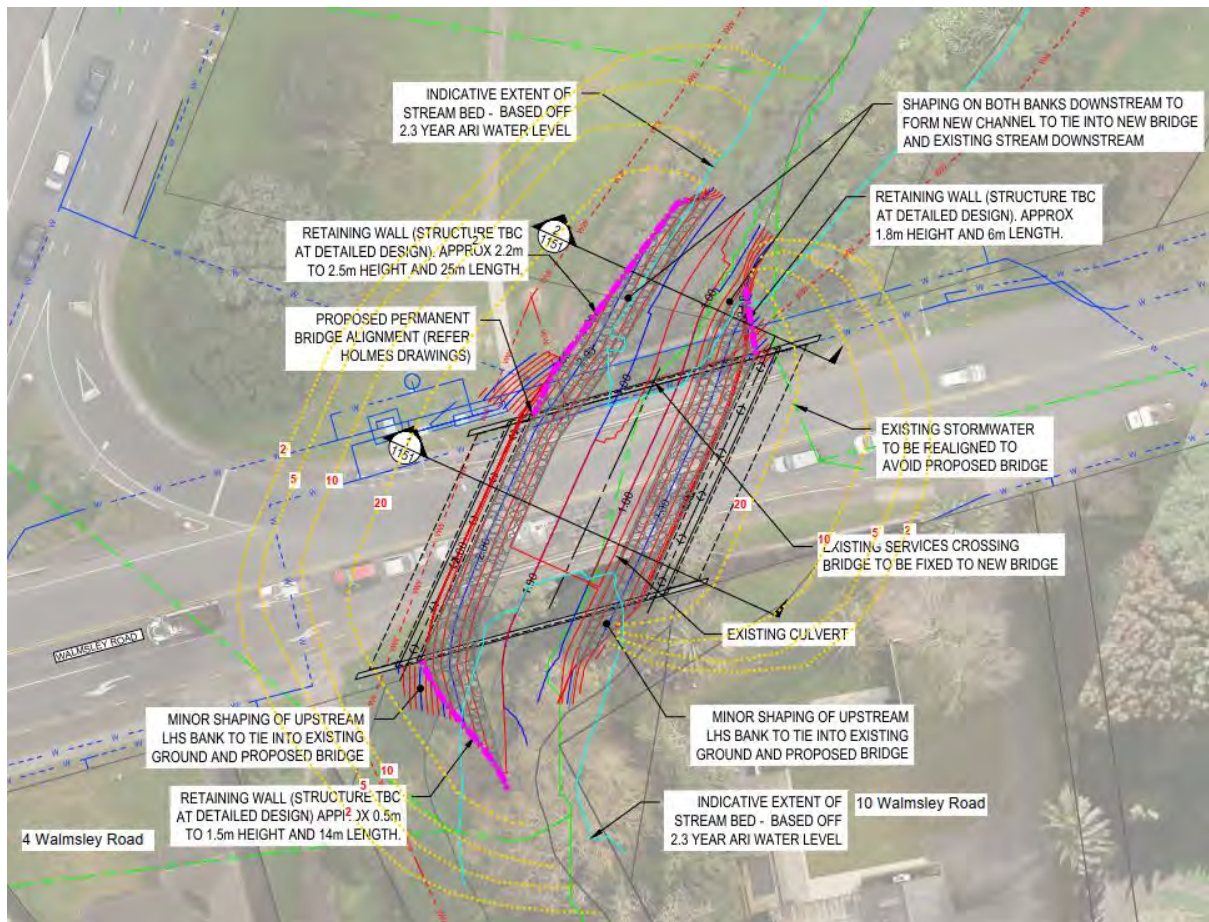 INDICATIVE EXTENT OF
STREAM BED - BASED OFF
2.3 YEAR ARI WATER LEVEL
SHAPING ON BOTH BANKS DOWNSTREAM TO
FORM NEW CHANNEL TO TIE INTO NEW BRIDGE
AND EXISTING STREAM DOWNSTREAM
RETAINING WALL (STRUCTURE TBC
AT DETAILED DESIGN). APPROX
1.8m HEIGHT AND 6m LENGTH.
RETAINING WALL (STRUCTURE TBC
AT DETAILED DESIGN). APPROX 2.2m
TO 2.5m HEIGHT AND 25m LENGTH.
2
1151
PROPOSED PERMANENT
BRIDGE ALIGNMENT (REFER
HOLMES DRAWINGS)
1151
2
5
10
20
EXISTING STORMWATER
TO BE REALIGNED TO
AVOID PROPOSED BRIDGE
20
10
5
2
EXISTING SERVICES CROSSING
BRIDGE TO BE FIXED TO NEW BRIDGE
2.00
1.00
1.50
EXISTING CULVERT
WALMSLEY ROAD
MINOR SHAPING OF UPSTREAM
LHS BANK TO TIE INTO EXISTING
GROUND AND PROPOSED BRIDGE
MINOR SHAPING OF UPSTREAM
LHS BANK TO TIE INTO EXISTING
GROUND AND PROPOSED BRIDGE
10
5
2
RETAINING WALL (STRUCTURE TBC
AT DETAILED DESIGN) APPROX 0.5m
TO 1.5m HEIGHT AND 14m LENGTH.
INDICATIVE EXTENT OF
STREAM BED - BASED OFF
2.3 YEAR ARI WATER LEVEL
10 Walmsley Road
4 Walmsley Road